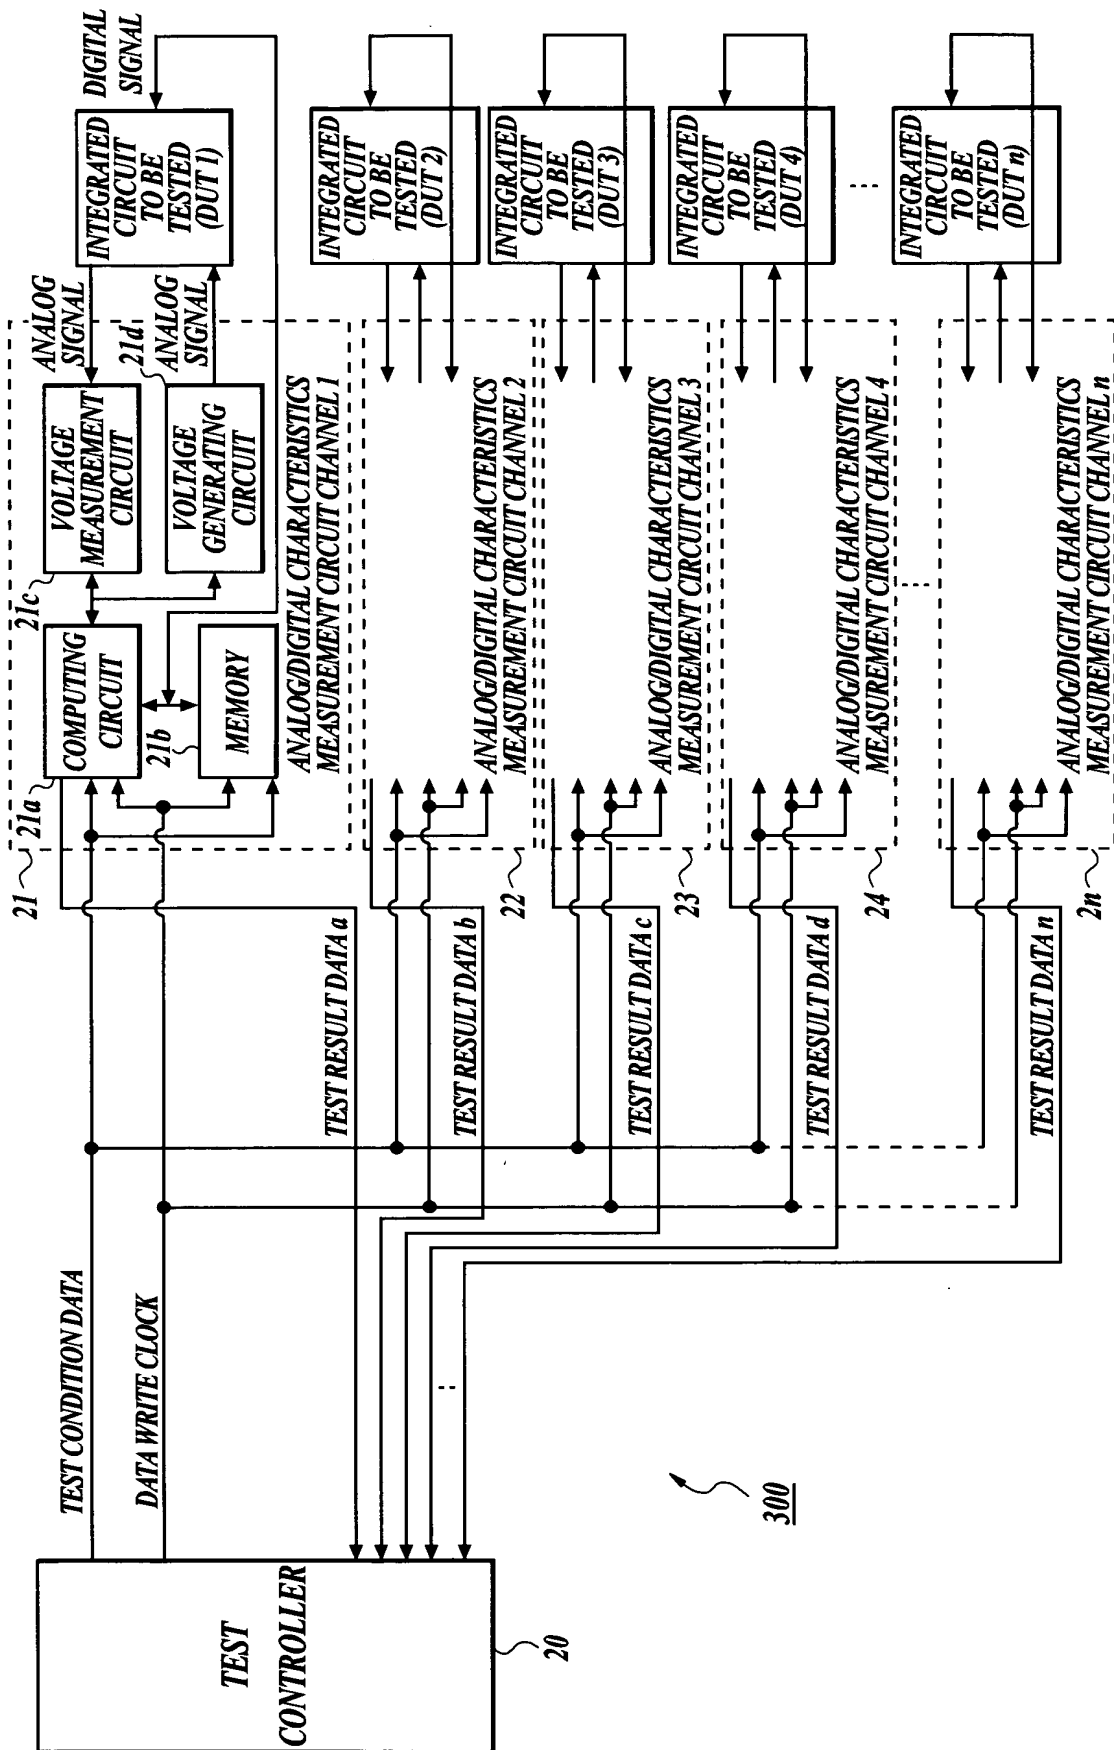 TEST
CONTROLLER
20
TEST CONDITION DATA
DATA WRITE CLOCK
300
TEST RESULT DATA a
TEST RESULT DATA b
TEST RESULT DATA c
TEST RESULT DATA d
TEST RESULT DATA n
21
21a
COMPUTING
CIRCUIT
21b
MEMORY
21c
VOLTAGE
MEASUREMENT
CIRCUIT
21d
VOLTAGE
GENERATING
CIRCUIT
ANALOG/DIGITAL CHARACTERISTICS
MEASUREMENT CIRCUIT CHANNEL 1
ANALOG
SIGNAL
ANALOG
SIGNAL
DIGITAL
SIGNAL
INTEGRATED
CIRCUIT
TO BE
TESTED
(DUT 1)
22
ANALOG/DIGITAL CHARACTERISTICS
MEASUREMENT CIRCUIT CHANNEL 2
INTEGRATED
CIRCUIT
TO BE
TESTED
(DUT 2)
23
ANALOG/DIGITAL CHARACTERISTICS
MEASUREMENT CIRCUIT CHANNEL 3
INTEGRATED
CIRCUIT
TO BE
TESTED
(DUT 3)
24
ANALOG/DIGITAL CHARACTERISTICS
MEASUREMENT CIRCUIT CHANNEL 4
INTEGRATED
CIRCUIT
TO BE
TESTED
(DUT 4)
2n
ANALOG/DIGITAL CHARACTERISTICS
MEASUREMENT CIRCUIT CHANNEL n
INTEGRATED
CIRCUIT
TO BE
TESTED
(DUT n)